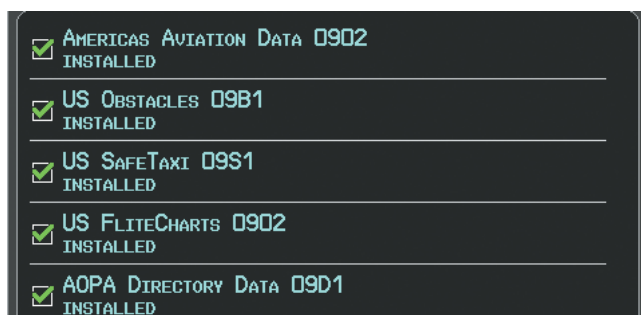 Americas Aviation Data 0902
INSTALLED
US Obstacles 09B1
INSTALLED
US SafeTaxi 09S1
INSTALLED
US FliteCharts 0902
INSTALLED
AOPA Directory Data 09D1
INSTALLED